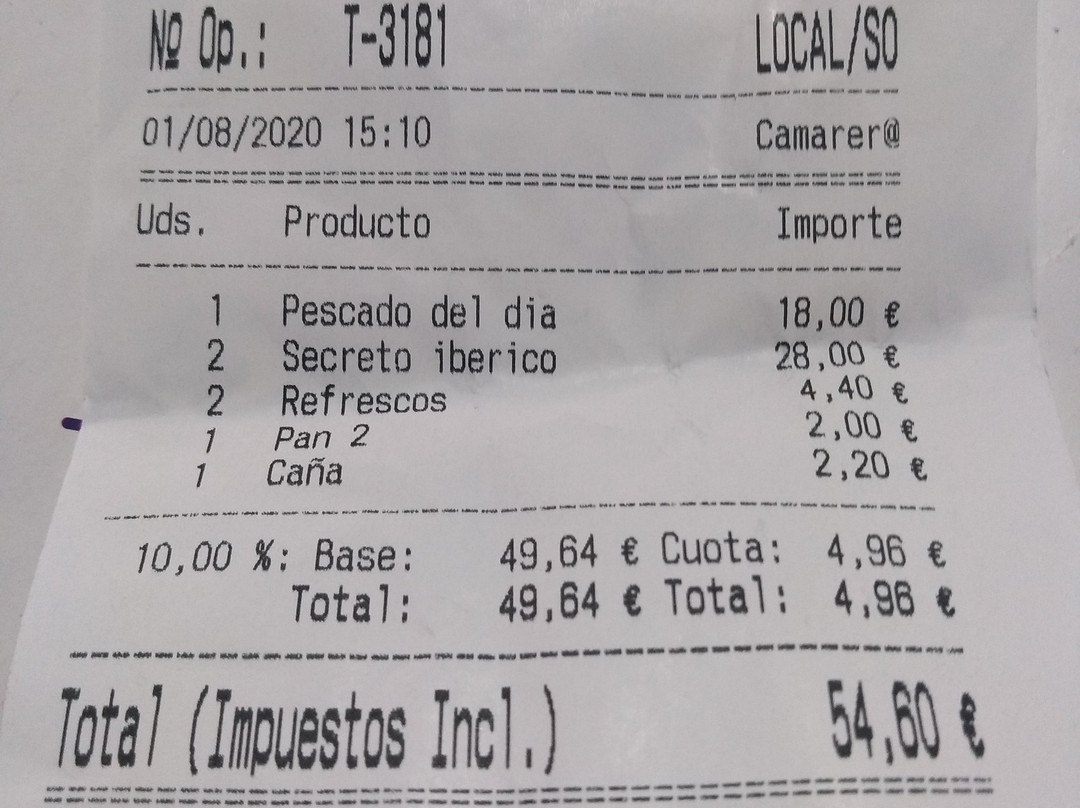 Nº Op.: T-3181 LOCAL/SO
01/08/2020 15:10 Camarer@
Uds. Producto Importe
1 Pescado del dia 18,00 €
2 Secreto iberico 28,00 €
2 Refrescos 4,40 €
1 Pan 2 2,00 €
1 Caña 2,20 €
10,00 %: Base: 49,64 € Cuota: 4,96 €
Total: 49,64 € Total: 4,96 €
Total (Impuestos Incl.) 54,60 €